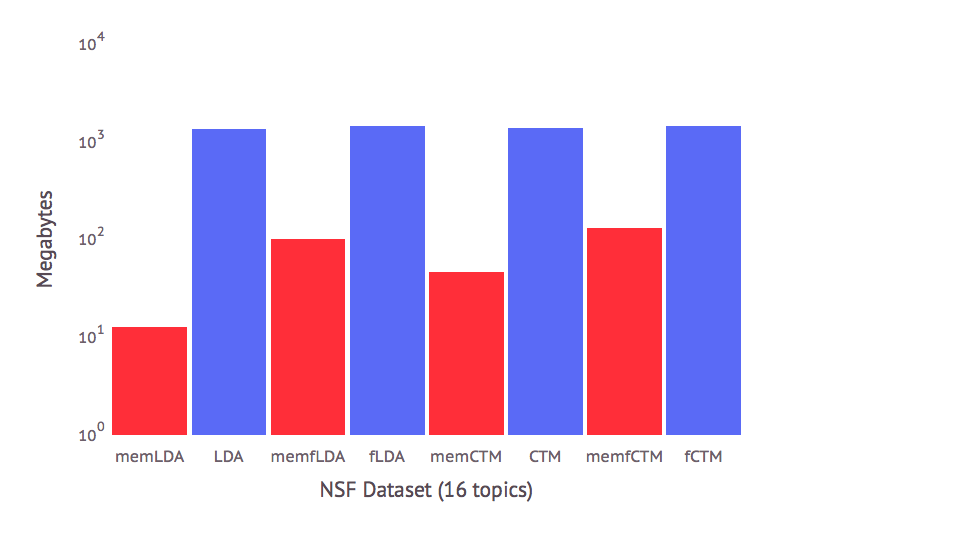 10^4
10^3
10^2
10^1
10^0
Megabytes
memLDA LDA memfLDA fLDA memCTM CTM memfCTM fCTM
NSF Dataset (16 topics)